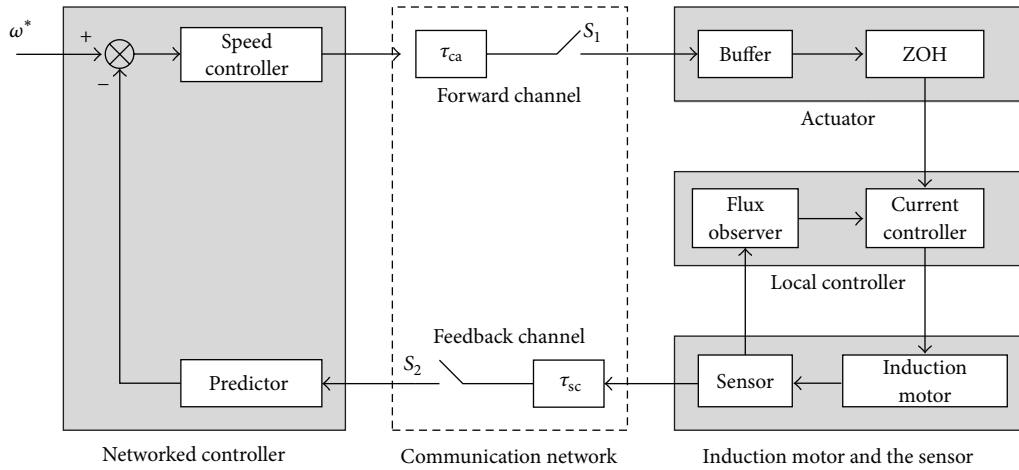 ω*
+
−
Speed
controller
τca
S1
Forward channel
Buffer
ZOH
Actuator
Flux
observer
Current
controller
Local controller
Feedback channel
S2
τsc
Predictor
Sensor
Induction
motor
Networked controller
Communication network
Induction motor and the sensor